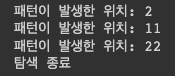 패턴이 발생한 위치: 2
패턴이 발생한 위치: 11
패턴이 발생한 위치: 22
탐색 종료